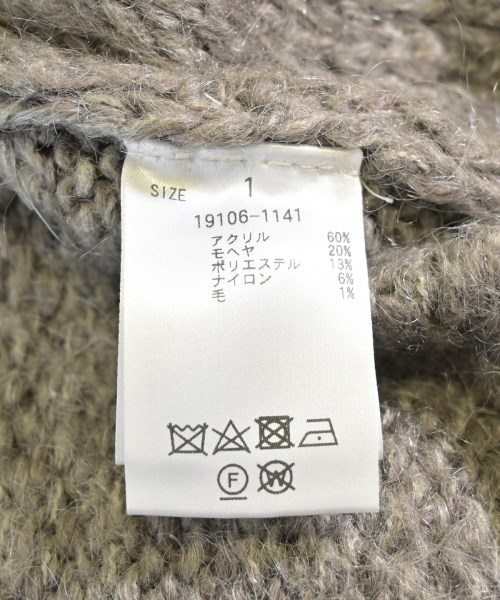 SIZE 1
19106-1141
アクリル 60%
モヘヤ 20%
ポリエステル 13%
ナイロン 6%
毛 1%
F W